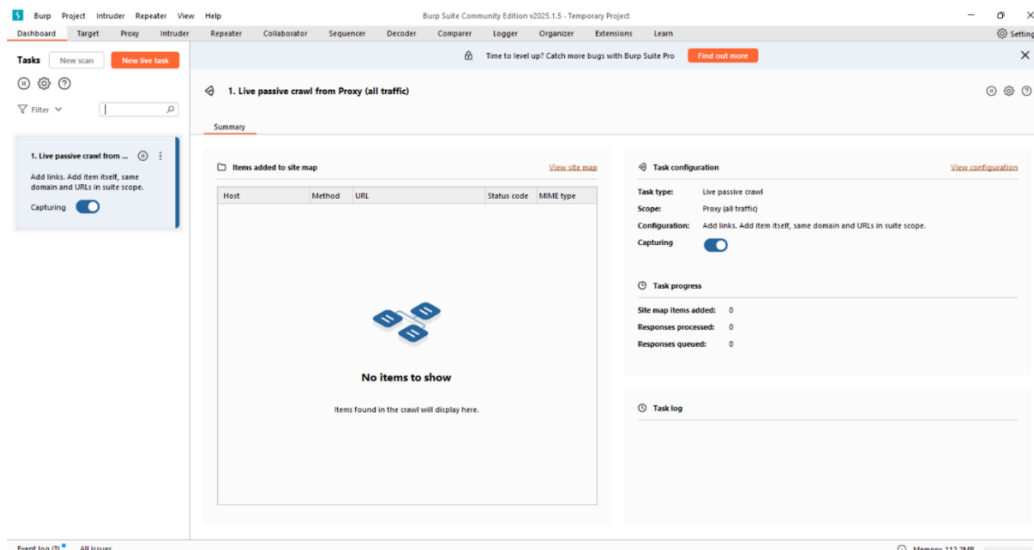 Burp Project Intruder Repeater View Help Burp Suite Community Edition v2025.1.5 - Temporary Project
Dashboard Target Proxy Intruder Repeater Collaborator Sequencer Decoder Comparer Logger Organizer Extensions Learn Setting
Tasks New scan New live task
Time to level up? Catch more bugs with Burp Suite Pro Find out more
Filter
1. Live passive crawl from Proxy (all traffic)
Summary
1. Live passive crawl from ...
Add links. Add item itself, same
domain and URLs in suite scope.
Capturing
Items added to site map View site map
Host Method URL Status code MIME type
No items to show
Items found in the crawl will display here.
Task configuration View configuration
Task type: Live passive crawl
Scope: Proxy (all traffic)
Configuration: Add links. Add item itself, same domain and URLs in suite scope.
Capturing
Task progress
Site map items added: 0
Responses processed: 0
Responses queued: 0
Task log
Event log (3) All issues Memory: 112.2MB